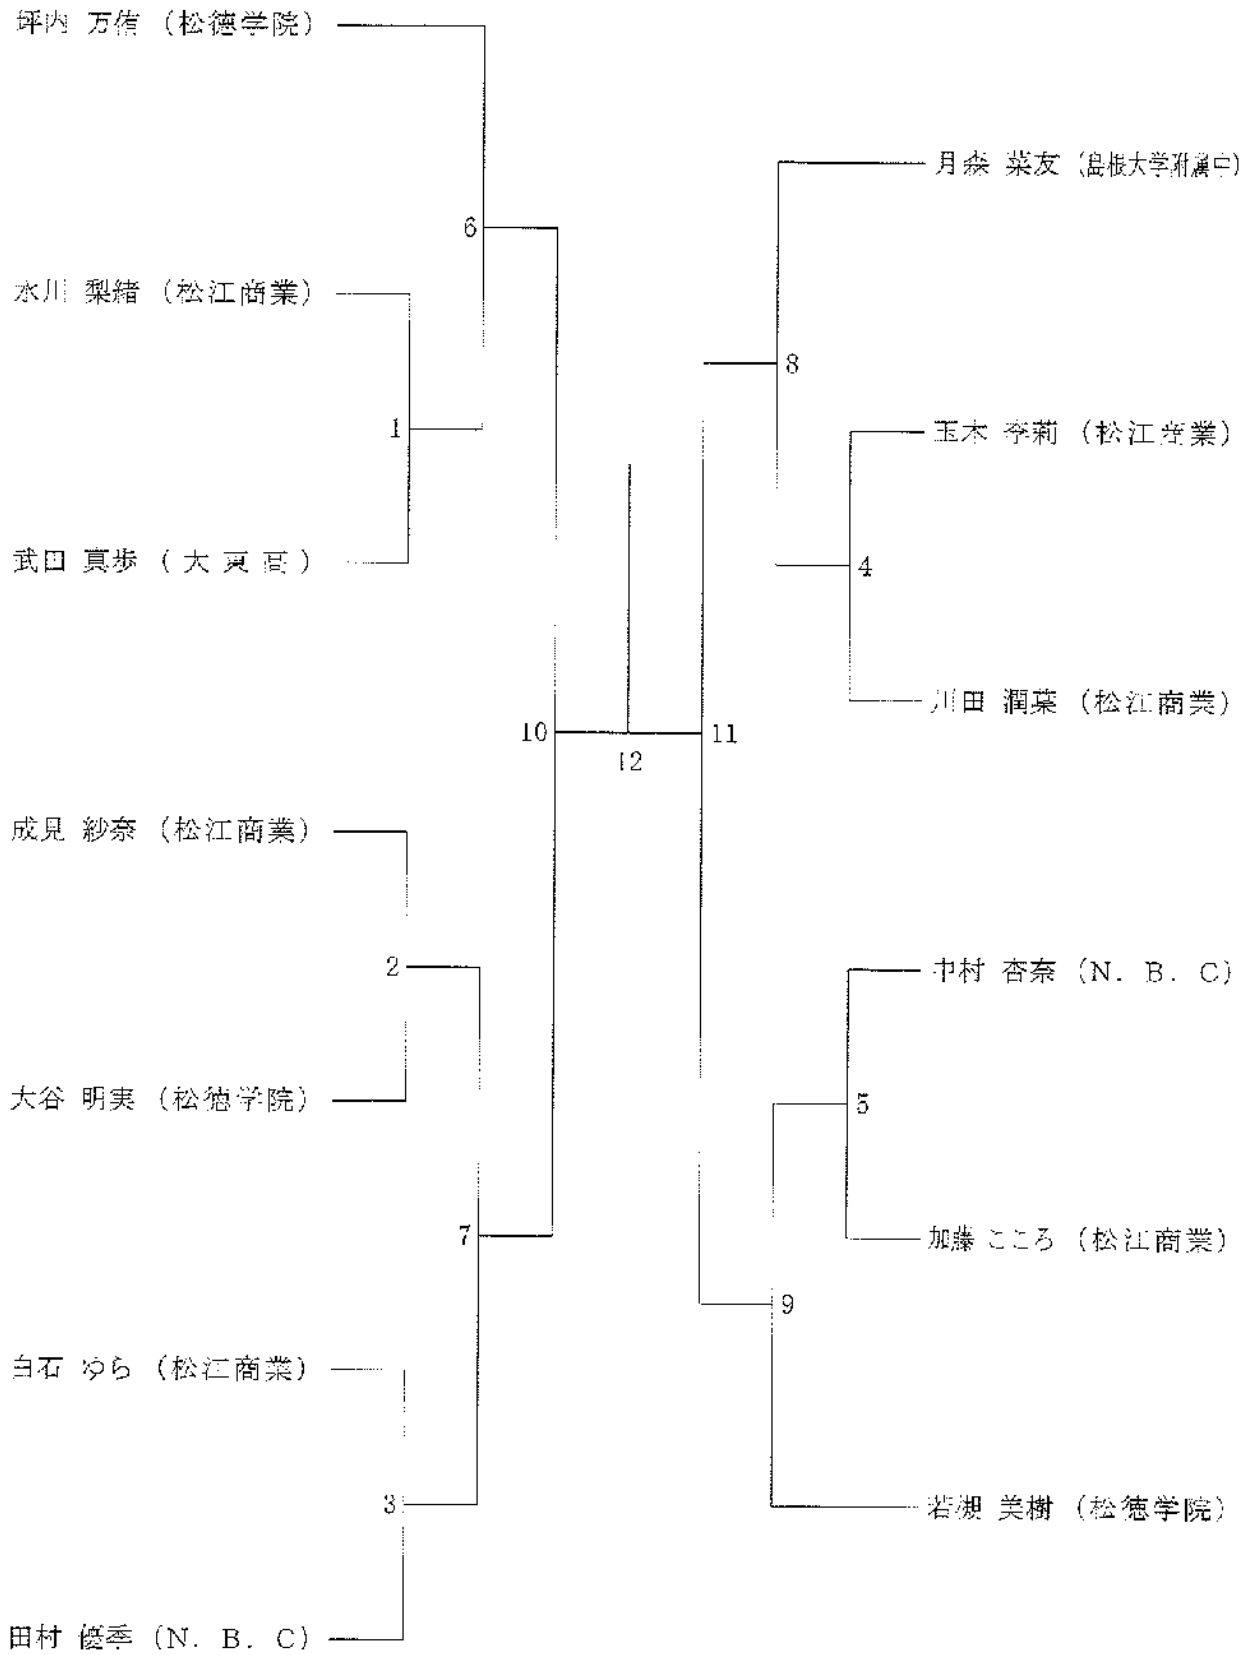 坪内 万侑 (松徳学院)
水川 梨緒 (松江商業)
武田 真歩 (大東高)
成見 紗奈 (松江商業)
大谷 明実 (松徳学院)
白石 ゆら (松江商業)
田村 優季 (N.B.C)
6
1
10
2
7
3
12
月森 菜友 (島根大学附属中)
8
玉木 李莉 (松江商業)
4
川田 潤葉 (松江商業)
11
中村 杏奈 (N.B.C)
5
加藤 こころ (松江商業)
9
若槻 美樹 (松徳学院)